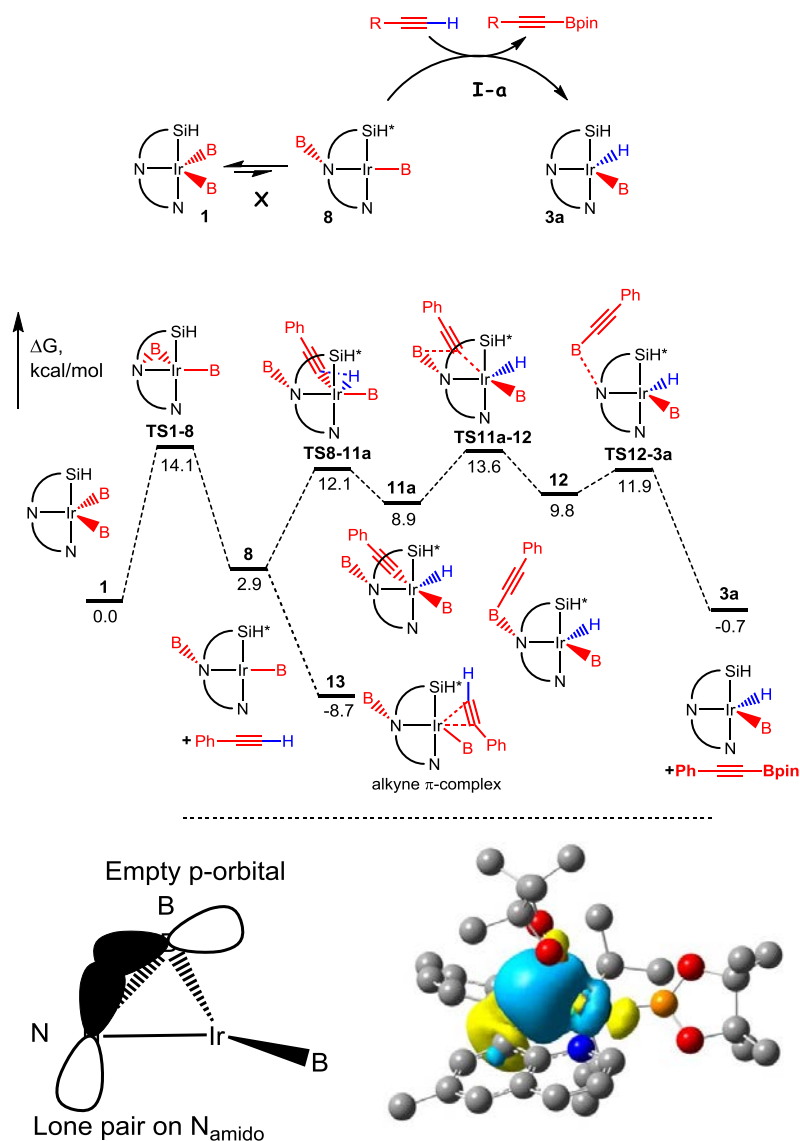 R H R Bpin
I-a
SiH SiH* SiH
B B H
N Ir N Ir B N Ir
B B
N N N
1 X 8 3a
ΔG,
kcal/mol
SiH
B
N Ir B
N
TS1-8
14.1
Ph
SiH*
H
B
N Ir B
N
TS8-11a
12.1
Ph
SiH*
B H
N Ir
B
N
TS11a-12
13.6
Ph
B SiH*
H
N Ir
B
N
TS12-3a
11.9
SiH
B
N Ir
B
N
1
0.0
8
2.9
11a
8.9
12
9.8
3a
-0.7
SiH*
B
N Ir B
N
+ Ph H
13
-8.7
Ph
SiH*
B H
N Ir
B
N
Ph
B SiH*
H
N Ir
B
N
H
SiH*
B
N Ir
B Ph
N
alkyne π-complex
SiH
H
N Ir
B
N
+Ph Bpin
Empty p-orbital
B
N Ir
B
Lone pair on Namido